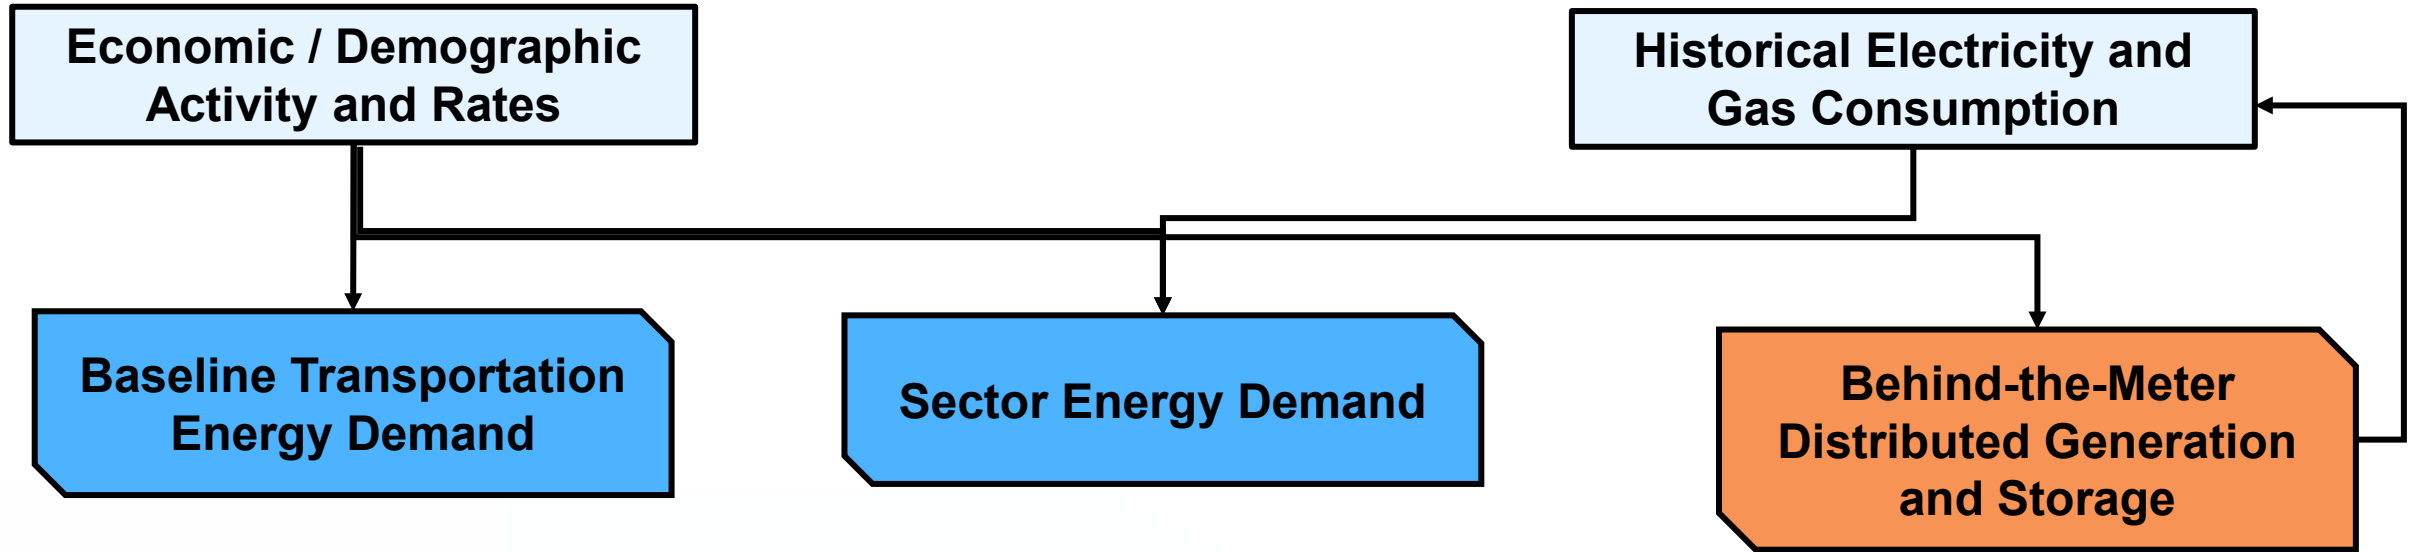 Economic / Demographic
Activity and Rates
Historical Electricity and
Gas Consumption
Baseline Transportation
Energy Demand
Sector Energy Demand
Behind-the-Meter
Distributed Generation
and Storage